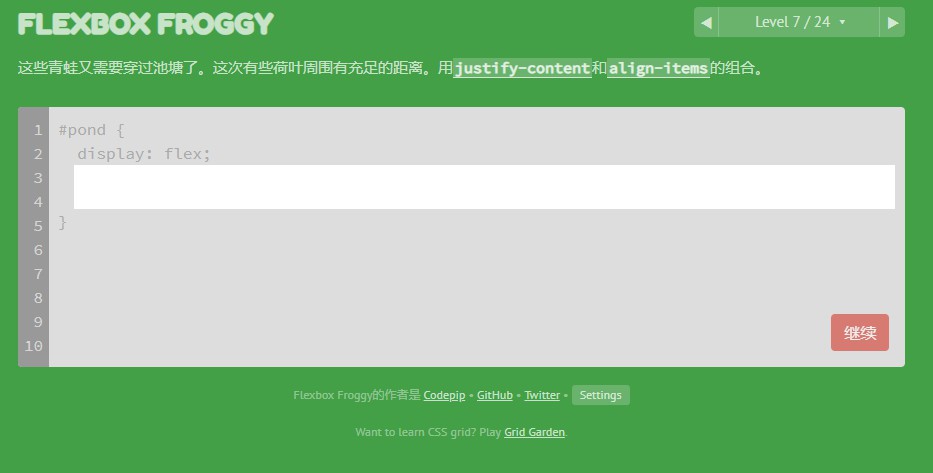 FLEXBOX FROGGY
◀ Level 7 / 24 ▼ ▶
这些青蛙又需要穿过池塘了。这次有些荷叶周围有充足的距离。用justify-content和align-items的组合。
1 #pond {
2 display: flex;
3
4
5 }
6
7
8
9
10
继续
Flexbox Froggy的作者是 Codepip • GitHub • Twitter • Settings
Want to learn CSS grid? Play Grid Garden.